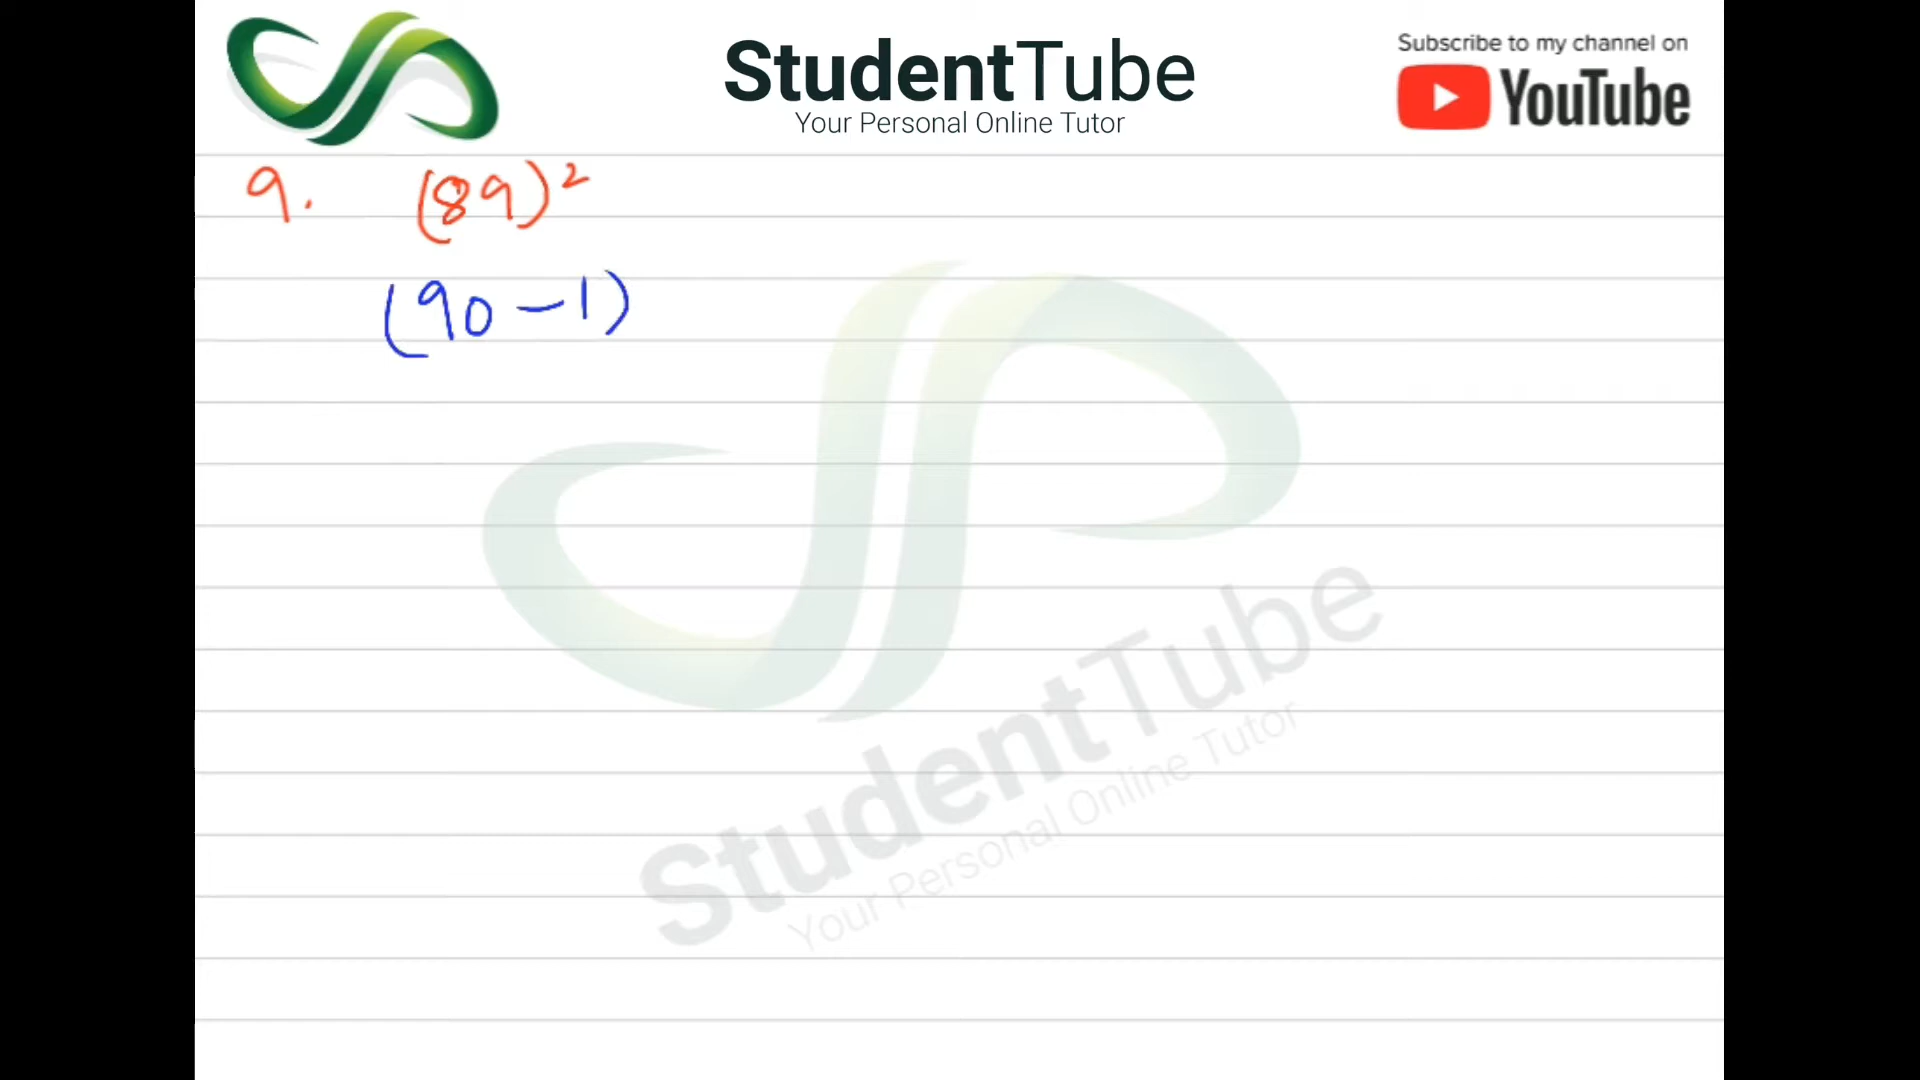 StudentTube
Your Personal Online Tutor
Subscribe to my channel on
YouTube
9. (89)²
(90 - 1)
StudentTube
Your Personal Online Tutor